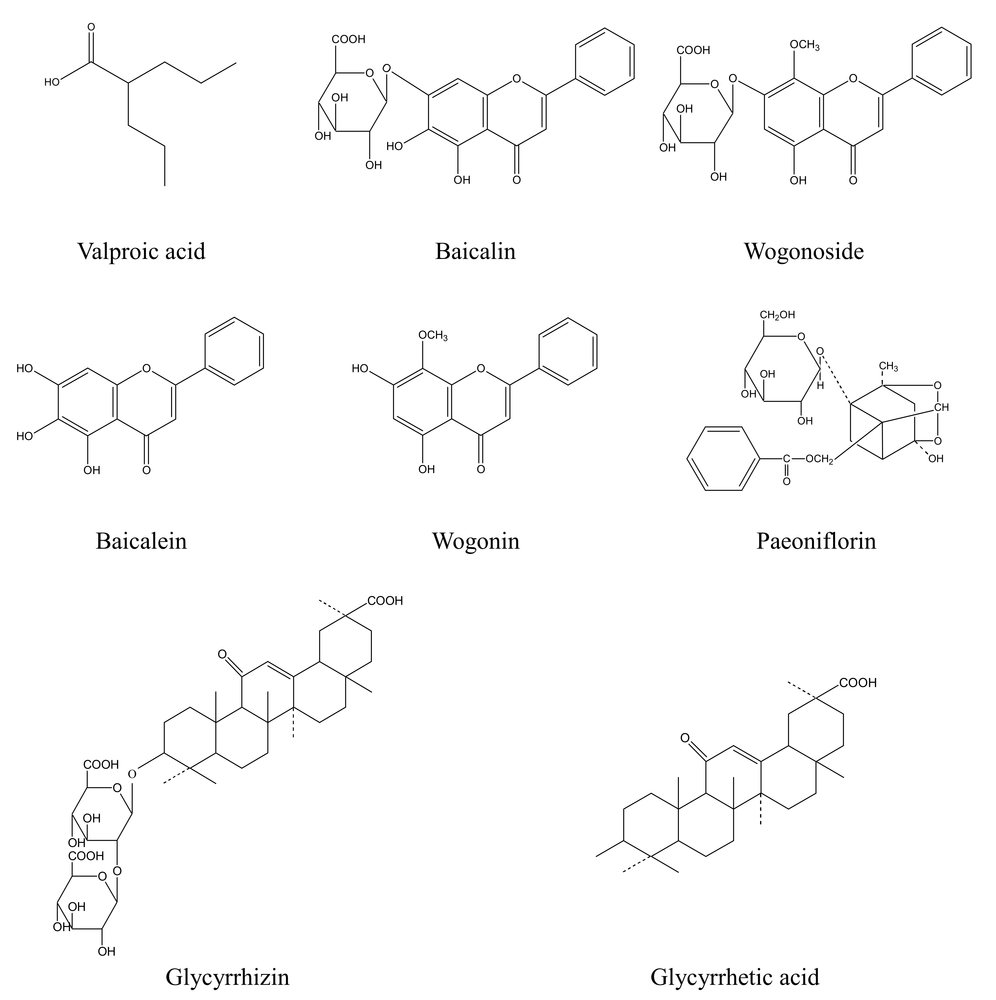 O
HO
Valproic acid
COOH
O
O
OH
OH
OH
HO
OH
O
O
Baicalin
COOH
O
O
OH
OH
OH
OCH3
O
OH
O
Wogonoside
HO
HO
OH
O
O
Baicalein
OCH3
HO
O
OH
O
Wogonin
CH2OH
O
O
H
OH
OH
OH
CH3
O
CH
O
OH
C
OCH2
O
Paeoniflorin
COOH
O
O
COOH
O
OH
OH
COOH
O
O
OH
OH
OH
Glycyrrhizin
COOH
O
Glycyrrhetic acid